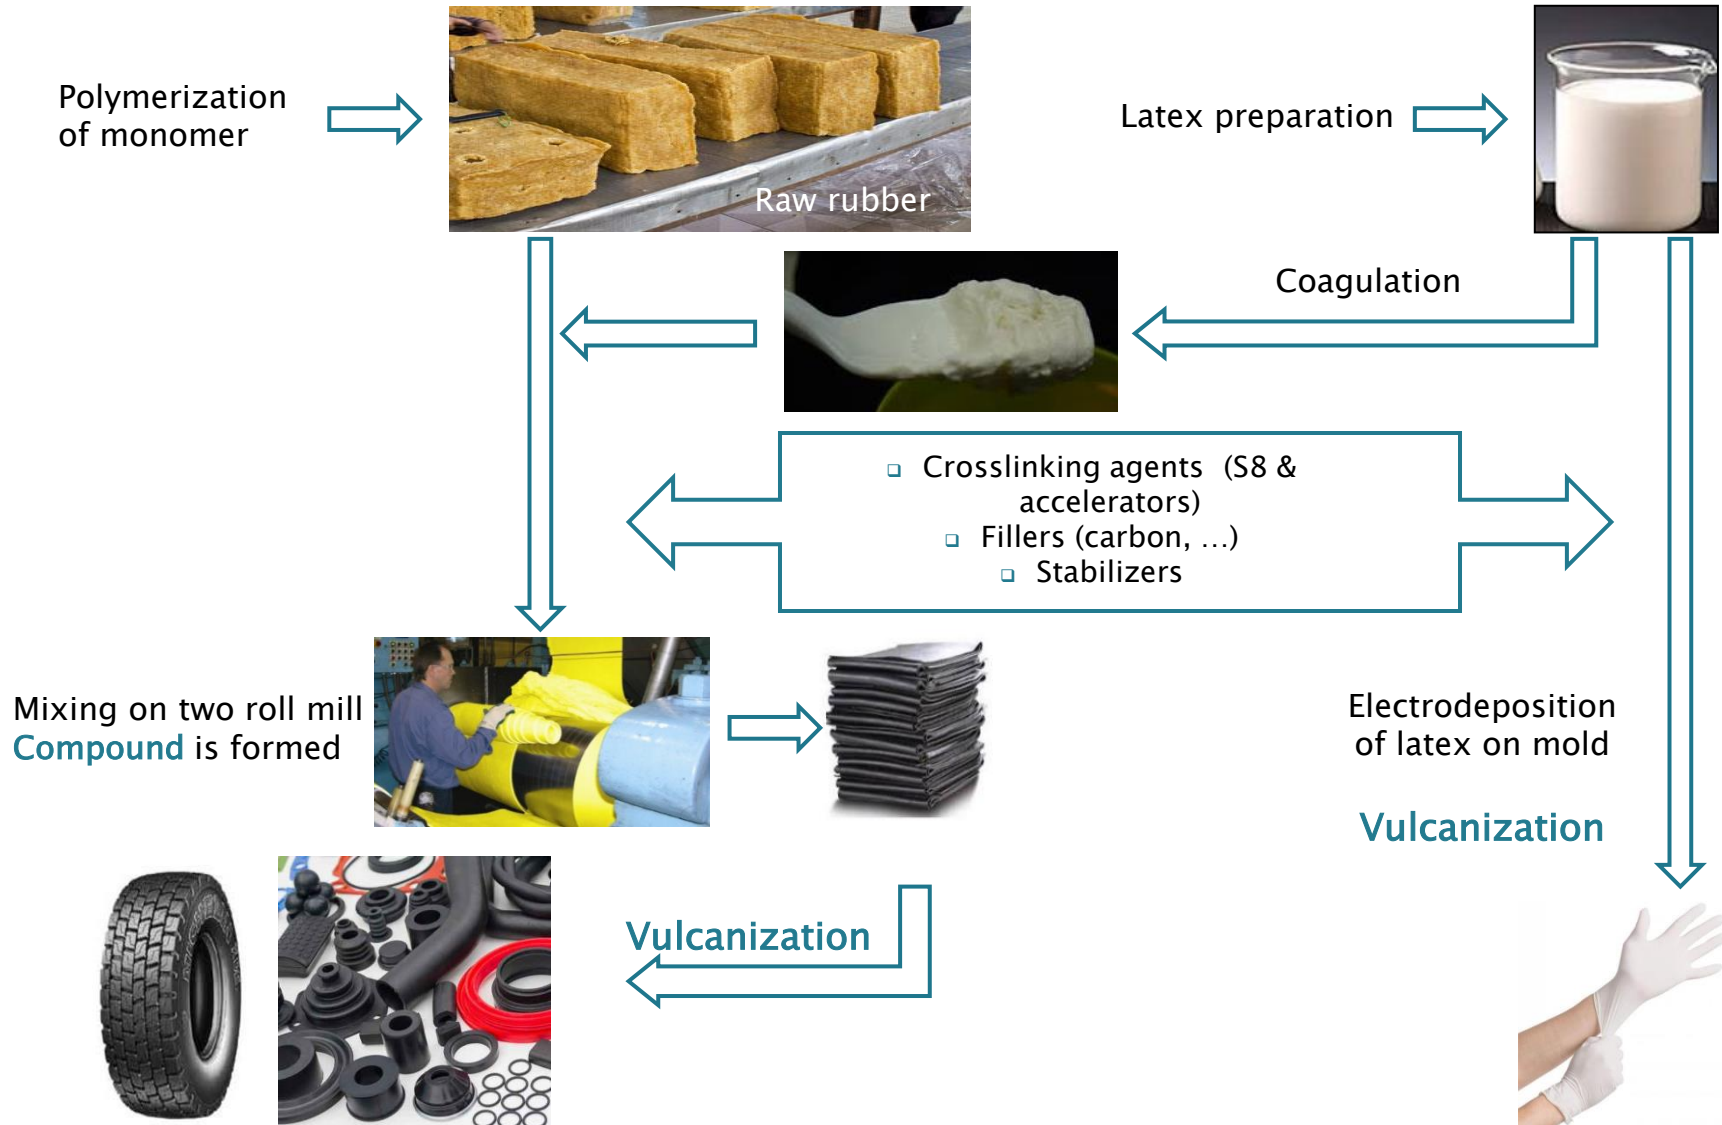 Polymerization
of monomer
Raw rubber
Latex preparation
Coagulation
❑ Crosslinking agents (S8 &
accelerators)
❑ Fillers (carbon, …)
❑ Stabilizers
Mixing on two roll mill
Compound is formed
Electrodeposition
of latex on mold
Vulcanization
Vulcanization